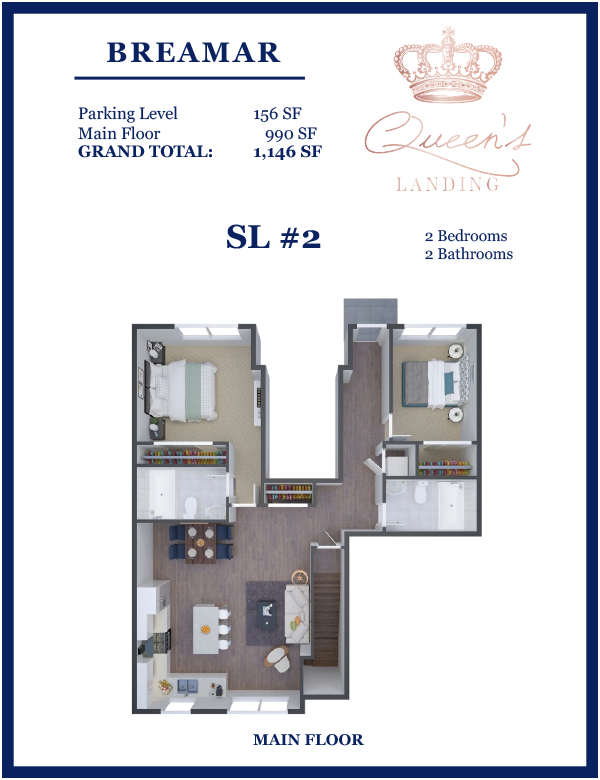 BREAMAR
Parking Level 156 SF
Main Floor 990 SF
GRAND TOTAL: 1,146 SF
Queen's
LANDING
SL #2
2 Bedrooms
2 Bathrooms
MAIN FLOOR